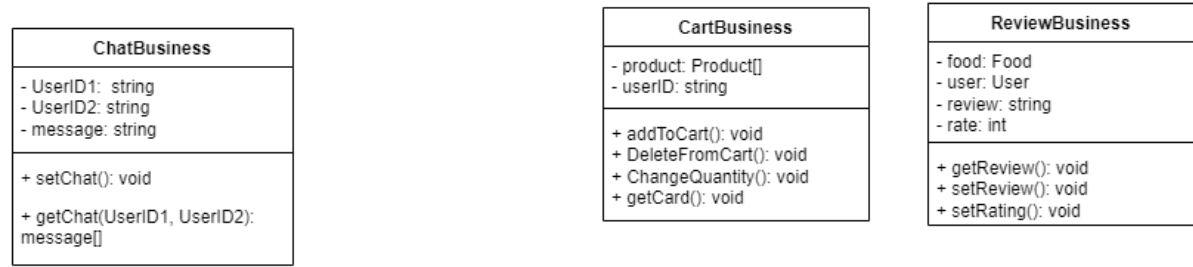 ChatBusiness
- UserID1: string
- UserID2: string
- message: string
+ setChat(): void
+ getChat(UserID1, UserID2):
message[]
CartBusiness
- product: Product[]
- userID: string
+ addToCart(): void
+ DeleteFromCart(): void
+ ChangeQuantity(): void
+ getCard(): void
ReviewBusiness
- food: Food
- user: User
- review: string
- rate: int
+ getReview(): void
+ setReview(): void
+ setRating(): void